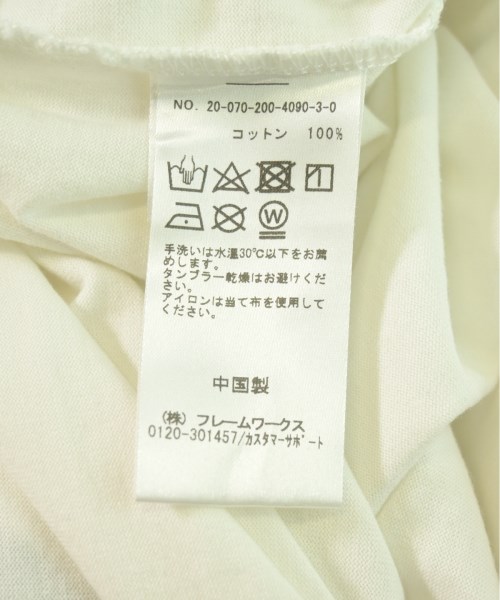 NO. 20-070-200-4090-3-0
コットン 100%
W
手洗いは水温30℃以下をお薦
めします。
タンブラー乾燥はお避けくださ
い。
アイロンは当て布を使用して
ください。
中国製
(株) フレームワークス
0120-301457/カスタマーサポート